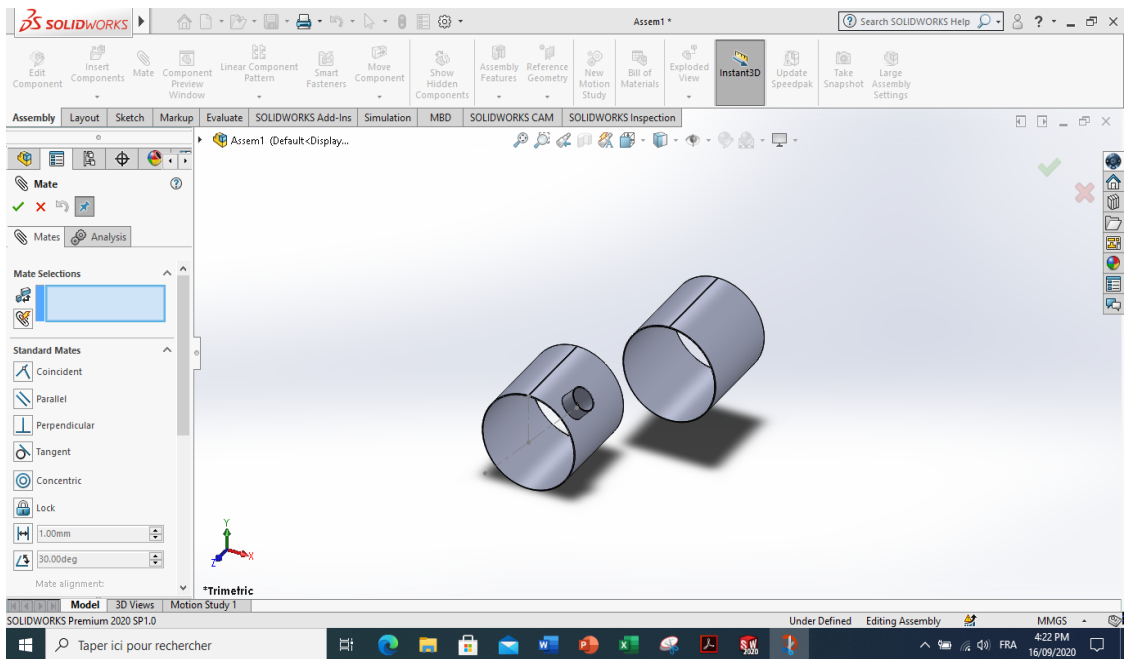 SOLIDWORKS
Assem1 *
Search SOLIDWORKS Help
Edit Component
Insert Components
Mate
Component Preview Window
Linear Component Pattern
Smart Fasteners
Move Component
Show Hidden Components
Assembly Features
Reference Geometry
New Motion Study
Bill of Materials
Exploded View
Instant3D
Update Speedpak
Take Snapshot
Large Assembly Settings
Assembly Layout Sketch Markup Evaluate SOLIDWORKS Add-Ins Simulation MBD SOLIDWORKS CAM SOLIDWORKS Inspection
Assem1 (Default<Display...
Mate
Mates Analysis
Mate Selections
Standard Mates
Coincident
Parallel
Perpendicular
Tangent
Concentric
Lock
1.00mm
30.00deg
Mate alignment:
Y
X
Z
*Trimetric
Model 3D Views Motion Study 1
SOLIDWORKS Premium 2020 SP1.0
Under Defined Editing Assembly MMGS
Taper ici pour rechercher
FRA
4:22 PM
16/09/2020